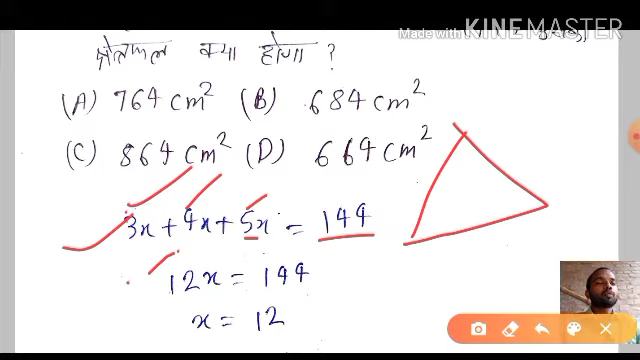 Made with KINEMASTER
क्षेत्रफल क्या होगा ?
(A) 764 cm² (B) 684 cm²
(C) 864 cm² (D) 664 cm²
3x + 4x + 5x = 144
12x = 144
x = 12